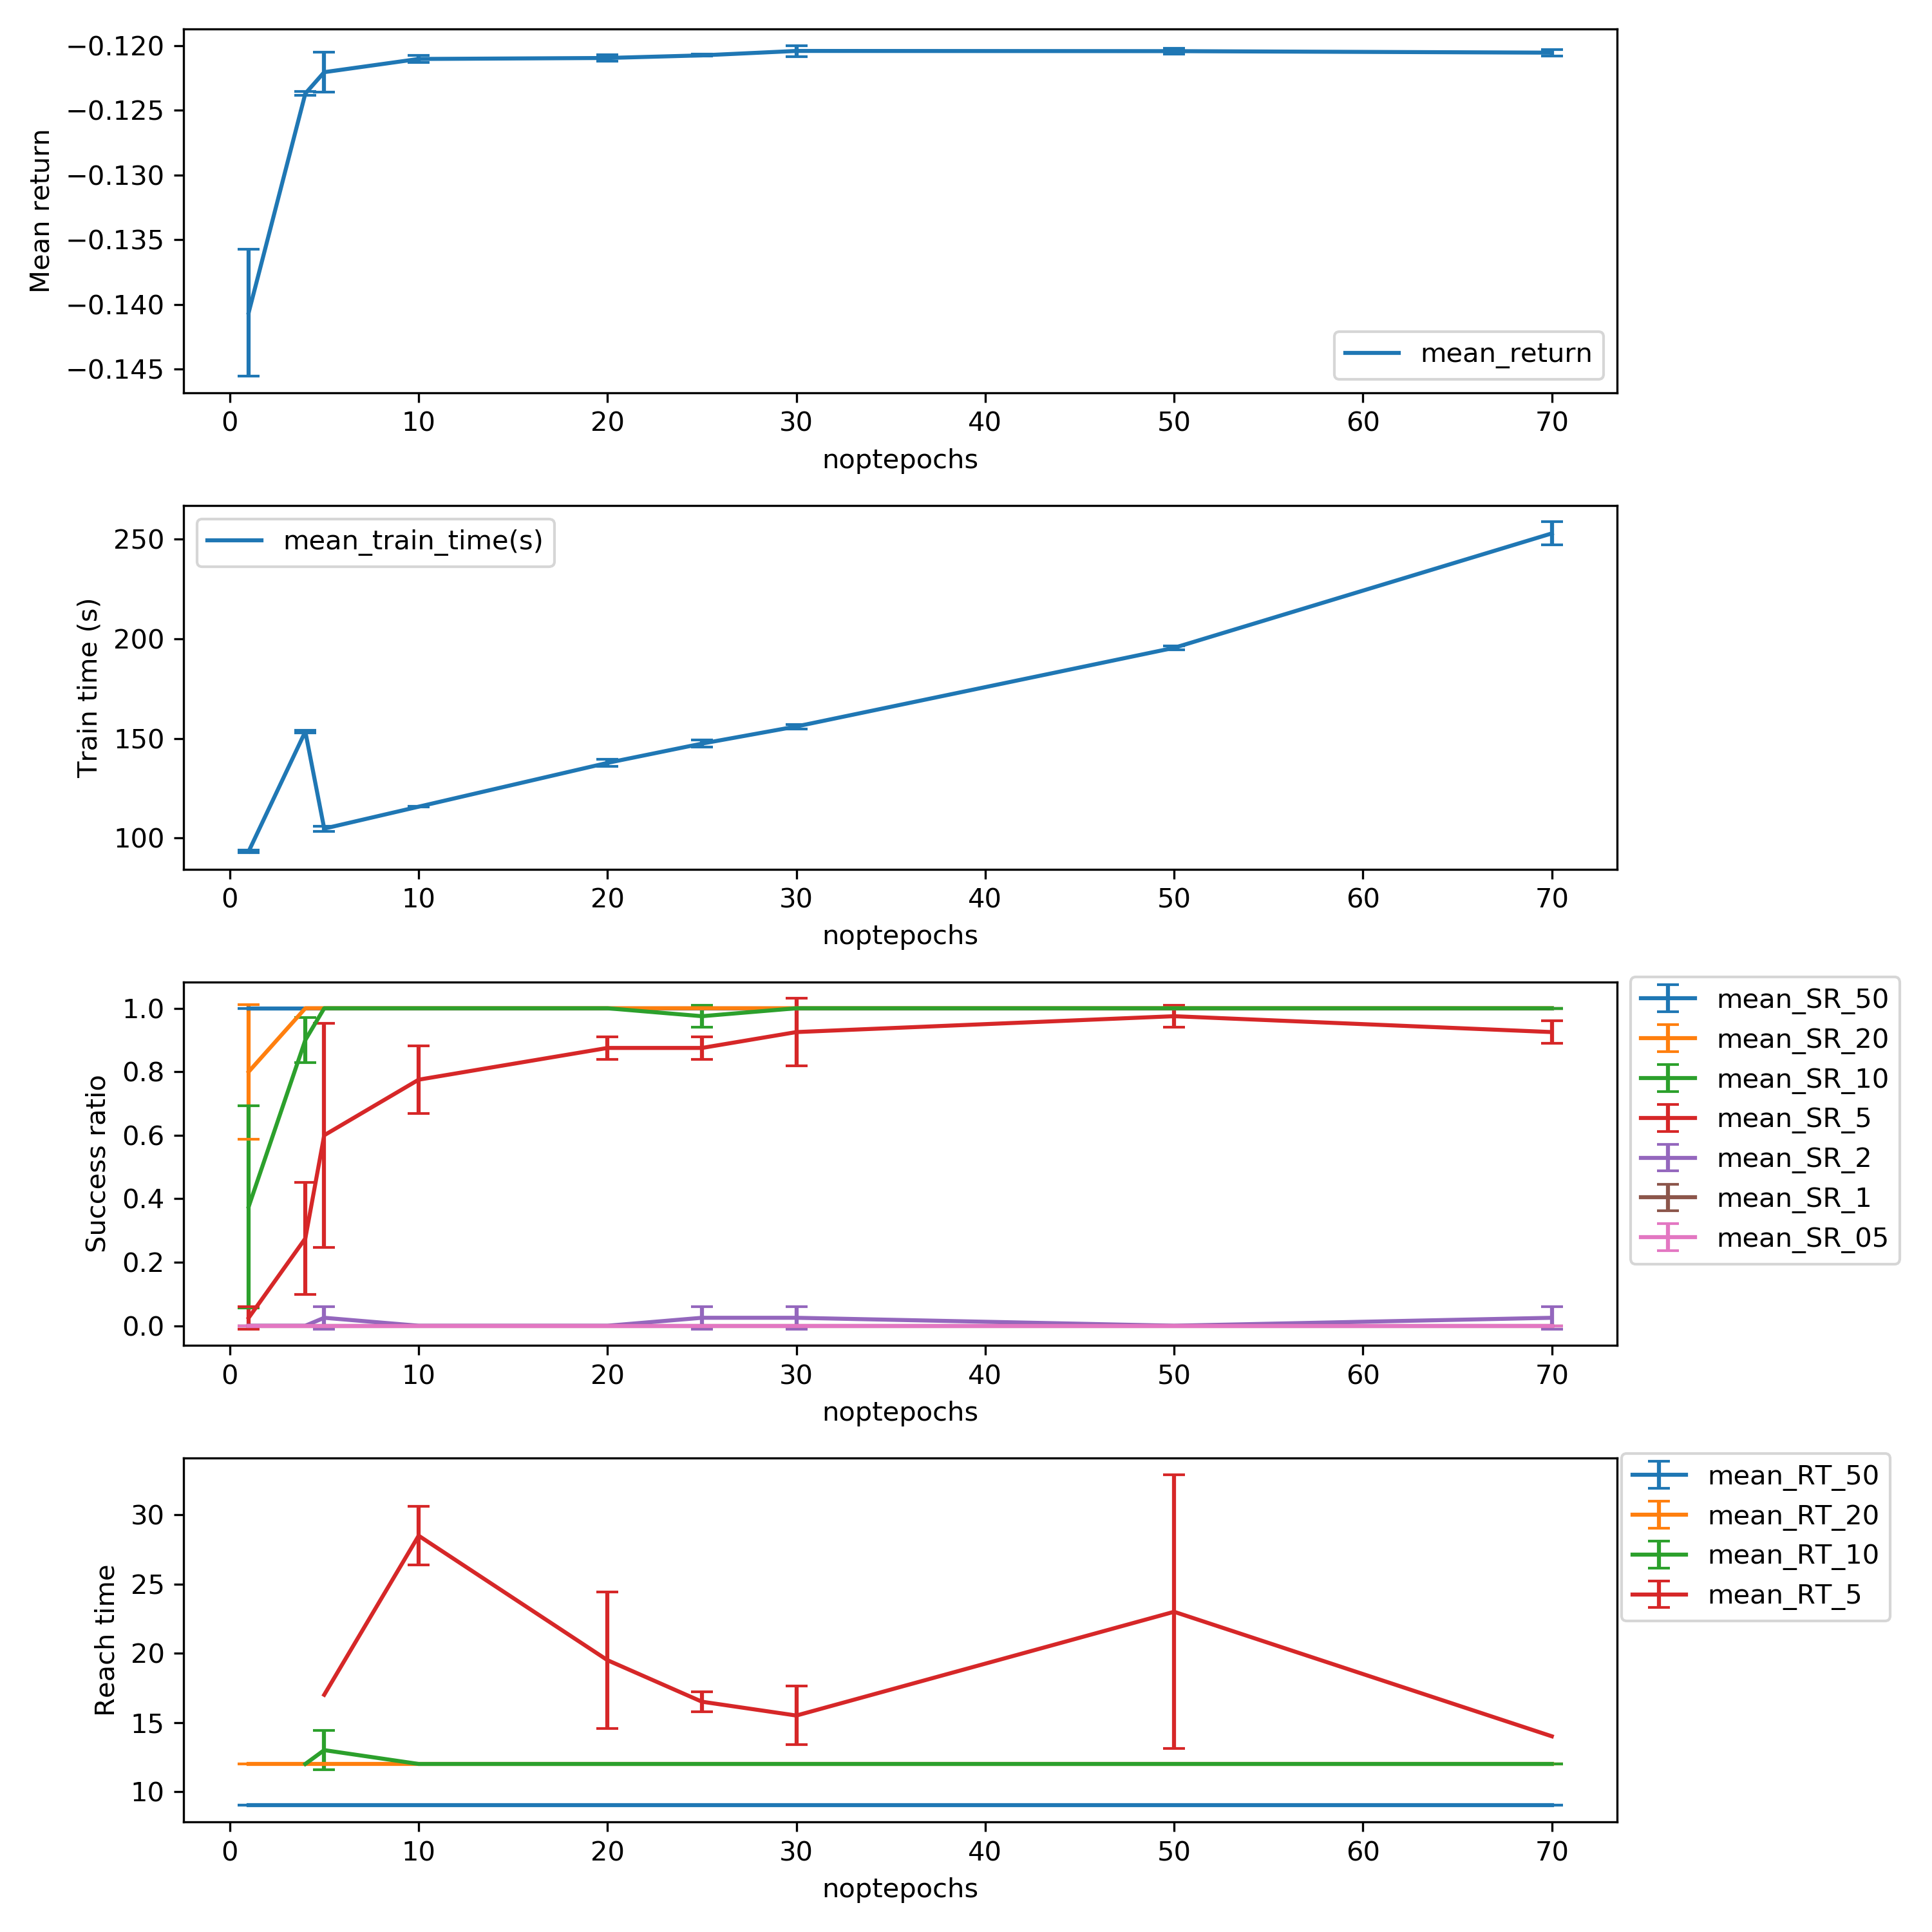 −0.120
−0.125
−0.130
−0.135
−0.140
−0.145
Mean return
mean_return
0 10 20 30 40 50 60 70
noptepochs
250
200
150
100
Train time (s)
mean_train_time(s)
0 10 20 30 40 50 60 70
noptepochs
1.0
0.8
0.6
0.4
0.2
0.0
Success ratio
mean_SR_50
mean_SR_20
mean_SR_10
mean_SR_5
mean_SR_2
mean_SR_1
mean_SR_05
0 10 20 30 40 50 60 70
noptepochs
30
25
20
15
10
Reach time
mean_RT_50
mean_RT_20
mean_RT_10
mean_RT_5
0 10 20 30 40 50 60 70
noptepochs